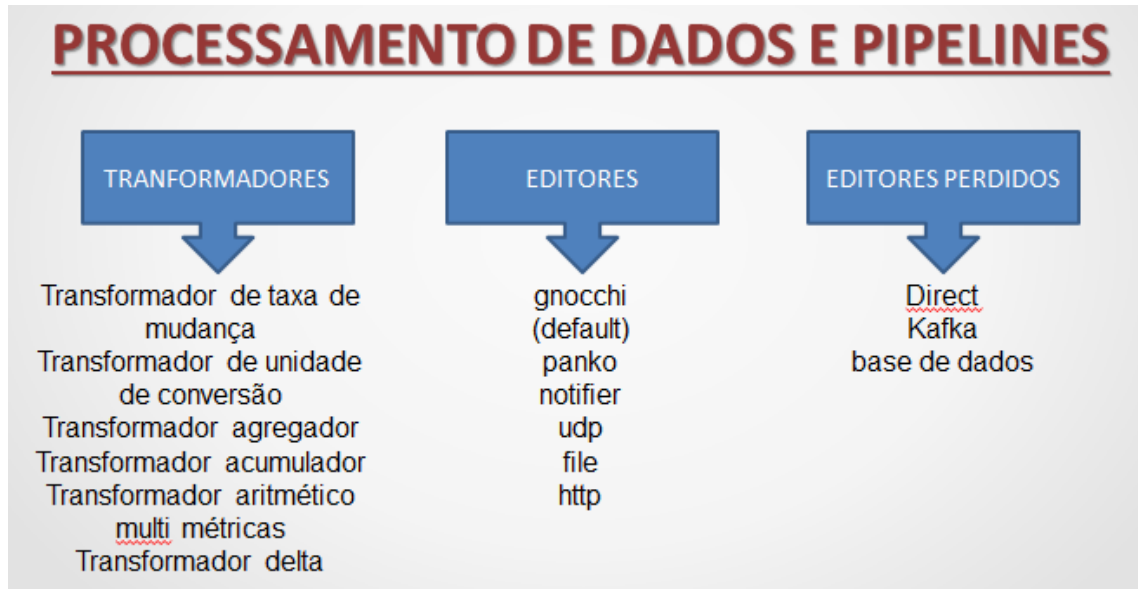 PROCESSAMENTO DE DADOS E PIPELINES
TRANFORMADORES
Transformador de taxa de
mudança
Transformador de unidade
de conversão
Transformador agregador
Transformador acumulador
Transformador aritmético
multi métricas
Transformador delta
EDITORES
gnocchi
(default)
panko
notifier
udp
file
http
EDITORES PERDIDOS
Direct
Kafka
base de dados